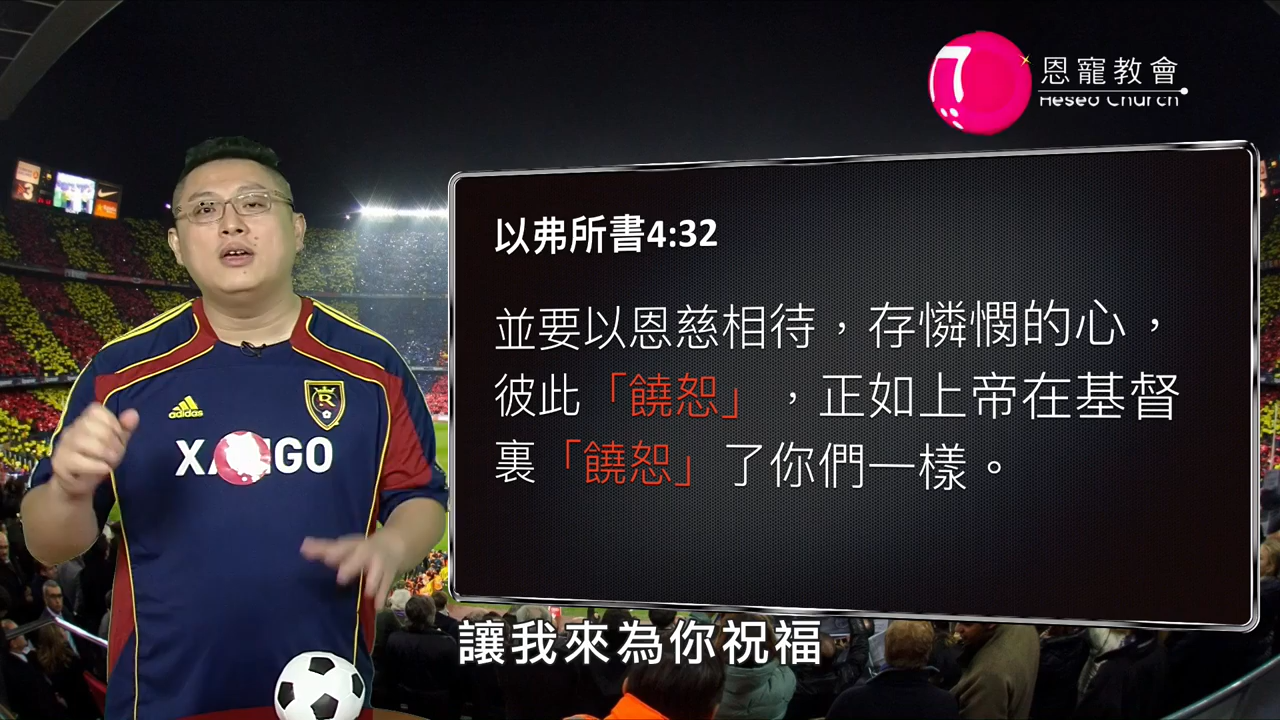 7
恩寵教會
Hesed Church
以弗所書4:32
並要以恩慈相待，存憐憫的心，
彼此「饒恕」，正如上帝在基督
裏「饒恕」了你們一樣。
adidas
讓我來為你祝福